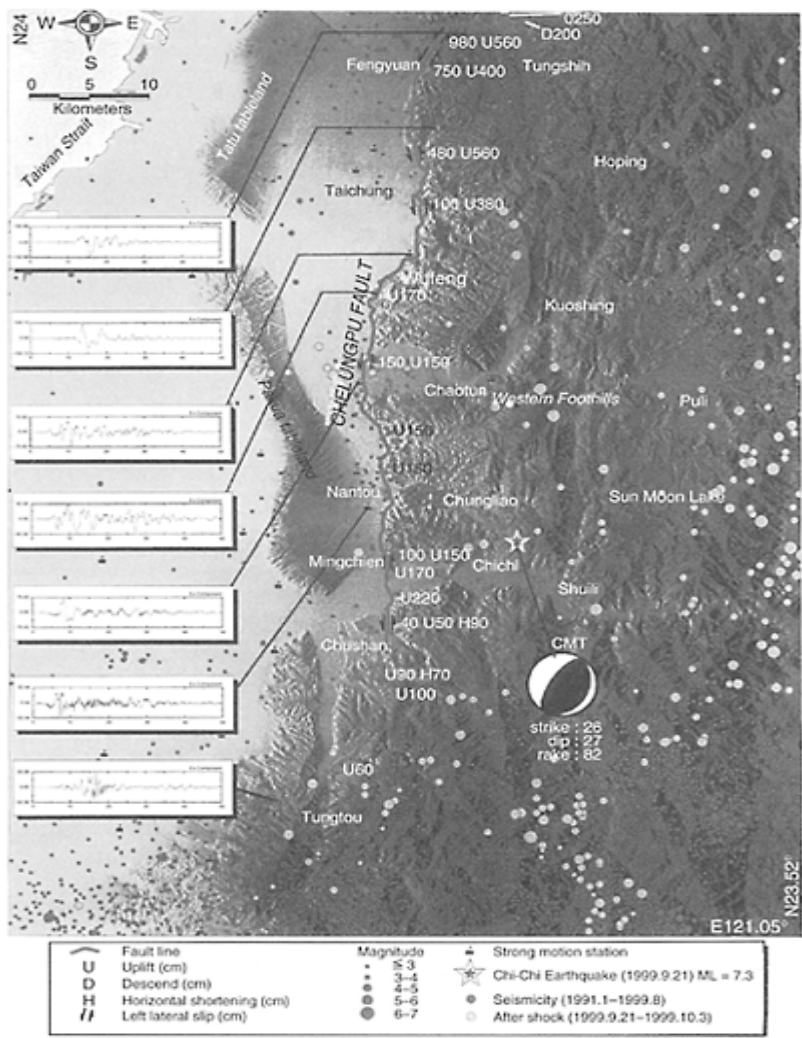 N24
W E
S
0 5 10
Kilometers
Taiwan Strait
Tatu tableland
Fengyuan
0250
D200
980 U560
750 U400
Tungshih
480 U560
Hoping
Taichung
100 U380
Wufeng
U170
CHELUNGPU FAULT
Kuoshing
150 U150
Chaotun
Western Foothills
Puli
U150
U180
Nantou
Chungliao
Sun Moon Lake
Mingchien
100 U150
U170
Chichi
Shuili
U220
40 U50 H90
Chushan
CMT
U90 H70
U100
strike : 26
dip : 27
rake : 82
U60
Tungtou
N23.52°
E121.05°
Fault line
U Uplift (cm)
D Descend (cm)
H Horizontal shortening (cm)
Left lateral slip (cm)
Magnitude
≤ 3
3–4
4–5
5–6
6–7
Strong motion station
Chi-Chi Earthquake (1999.9.21) ML = 7.3
Seismicity (1991.1–1999.8)
After shock (1999.9.21–1999.10.3)